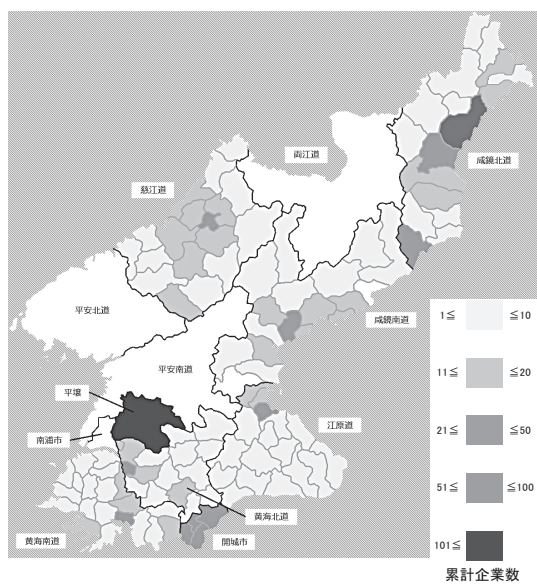 両江道
咸鏡北道
慈江道
平安北道
咸鏡南道
平安南道
平壌
江原道
南浦市
黄海北道
黄海南道
開城市
1≦ ≦10
11≦ ≦20
21≦ ≦50
51≦ ≦100
101≦
累計企業数